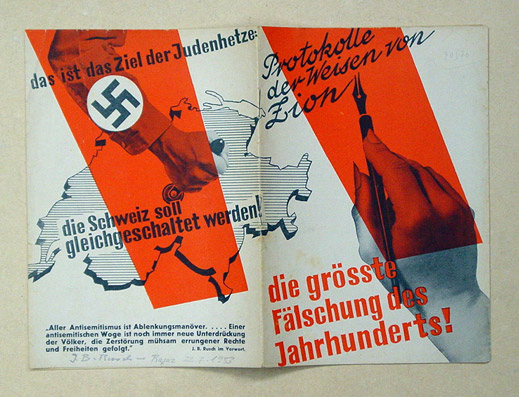 das ist das Ziel der Judenhetze:
die Schweiz soll
gleichgeschaltet werden!
„Aller Antisemitismus ist Ablenkungsmanöver. . . . . Einer
antisemitischen Woge ist noch immer neue Unterdrückung
der Völker, die Zerstörung mühsam errungener Rechte
und Freiheiten gefolgt."
J. B. Rusch im Vorwort.
J. B. Rusch
Protokolle
der Weisen von
Zion
die grösste
Fälschung des
Jahrhunderts!